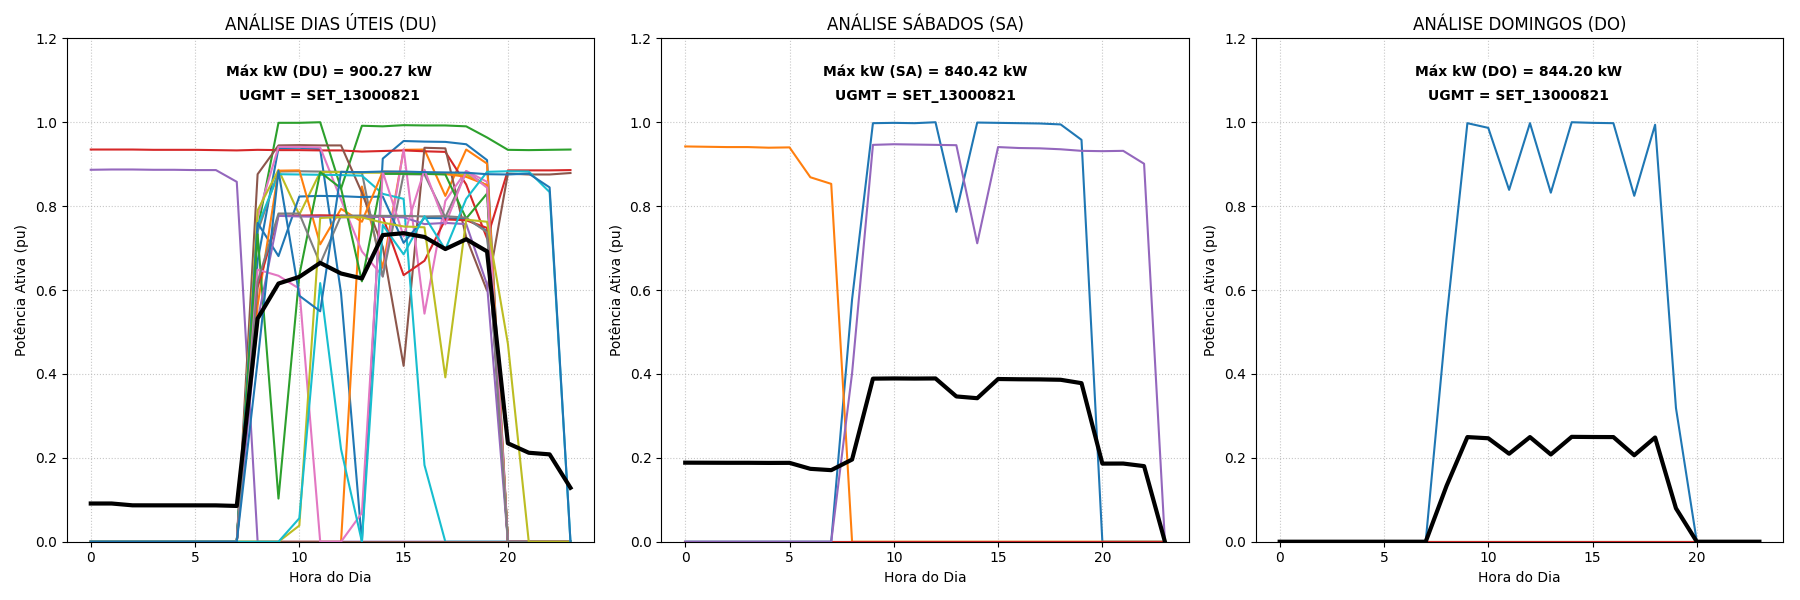 ANÁLISE DIAS ÚTEIS (DU)
Máx kW (DU) = 900.27 kW
UGMT = SET_13000821
Potência Ativa (pu)
1.2
1.0
0.8
0.6
0.4
0.2
0.0
0 5 10 15 20
Hora do Dia
ANÁLISE SÁBADOS (SA)
Máx kW (SA) = 840.42 kW
UGMT = SET_13000821
Potência Ativa (pu)
1.2
1.0
0.8
0.6
0.4
0.2
0.0
0 5 10 15 20
Hora do Dia
ANÁLISE DOMINGOS (DO)
Máx kW (DO) = 844.20 kW
UGMT = SET_13000821
Potência Ativa (pu)
1.2
1.0
0.8
0.6
0.4
0.2
0.0
0 5 10 15 20
Hora do Dia